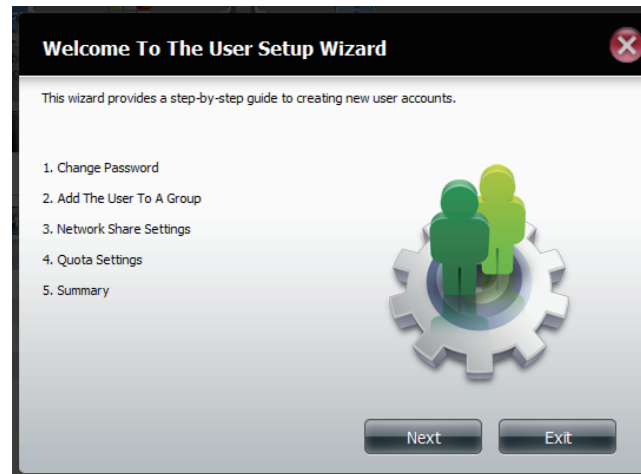 Welcome To The User Setup Wizard
This wizard provides a step-by-step guide to creating new user accounts.
1. Change Password
2. Add The User To A Group
3. Network Share Settings
4. Quota Settings
5. Summary
Next Exit